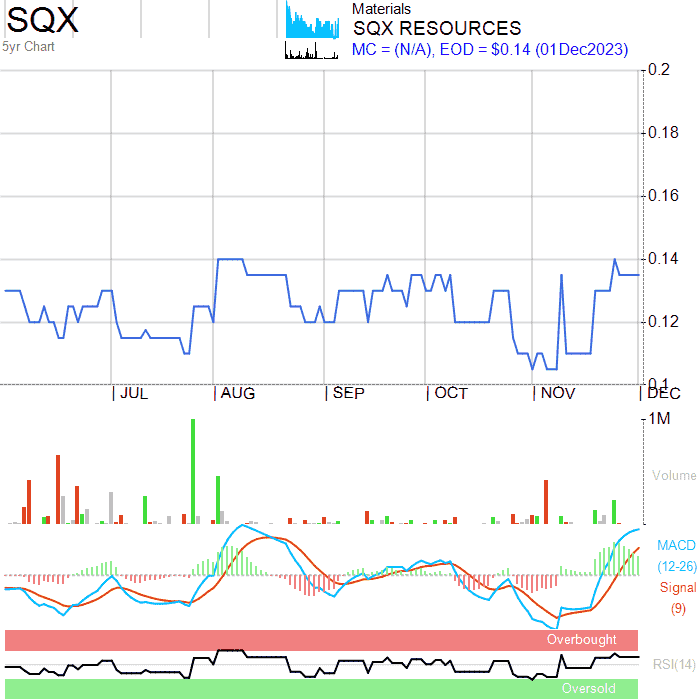 SQX
5yr Chart
Materials
SQX RESOURCES
MC = (N/A), EOD = $0.14 (01Dec2023)
0.2
0.18
0.16
0.14
0.12
0.1
JUL AUG SEP OCT NOV DEC
1M
Volume
MACD
(12-26)
Signal
(9)
Overbought
RSI(14)
Oversold